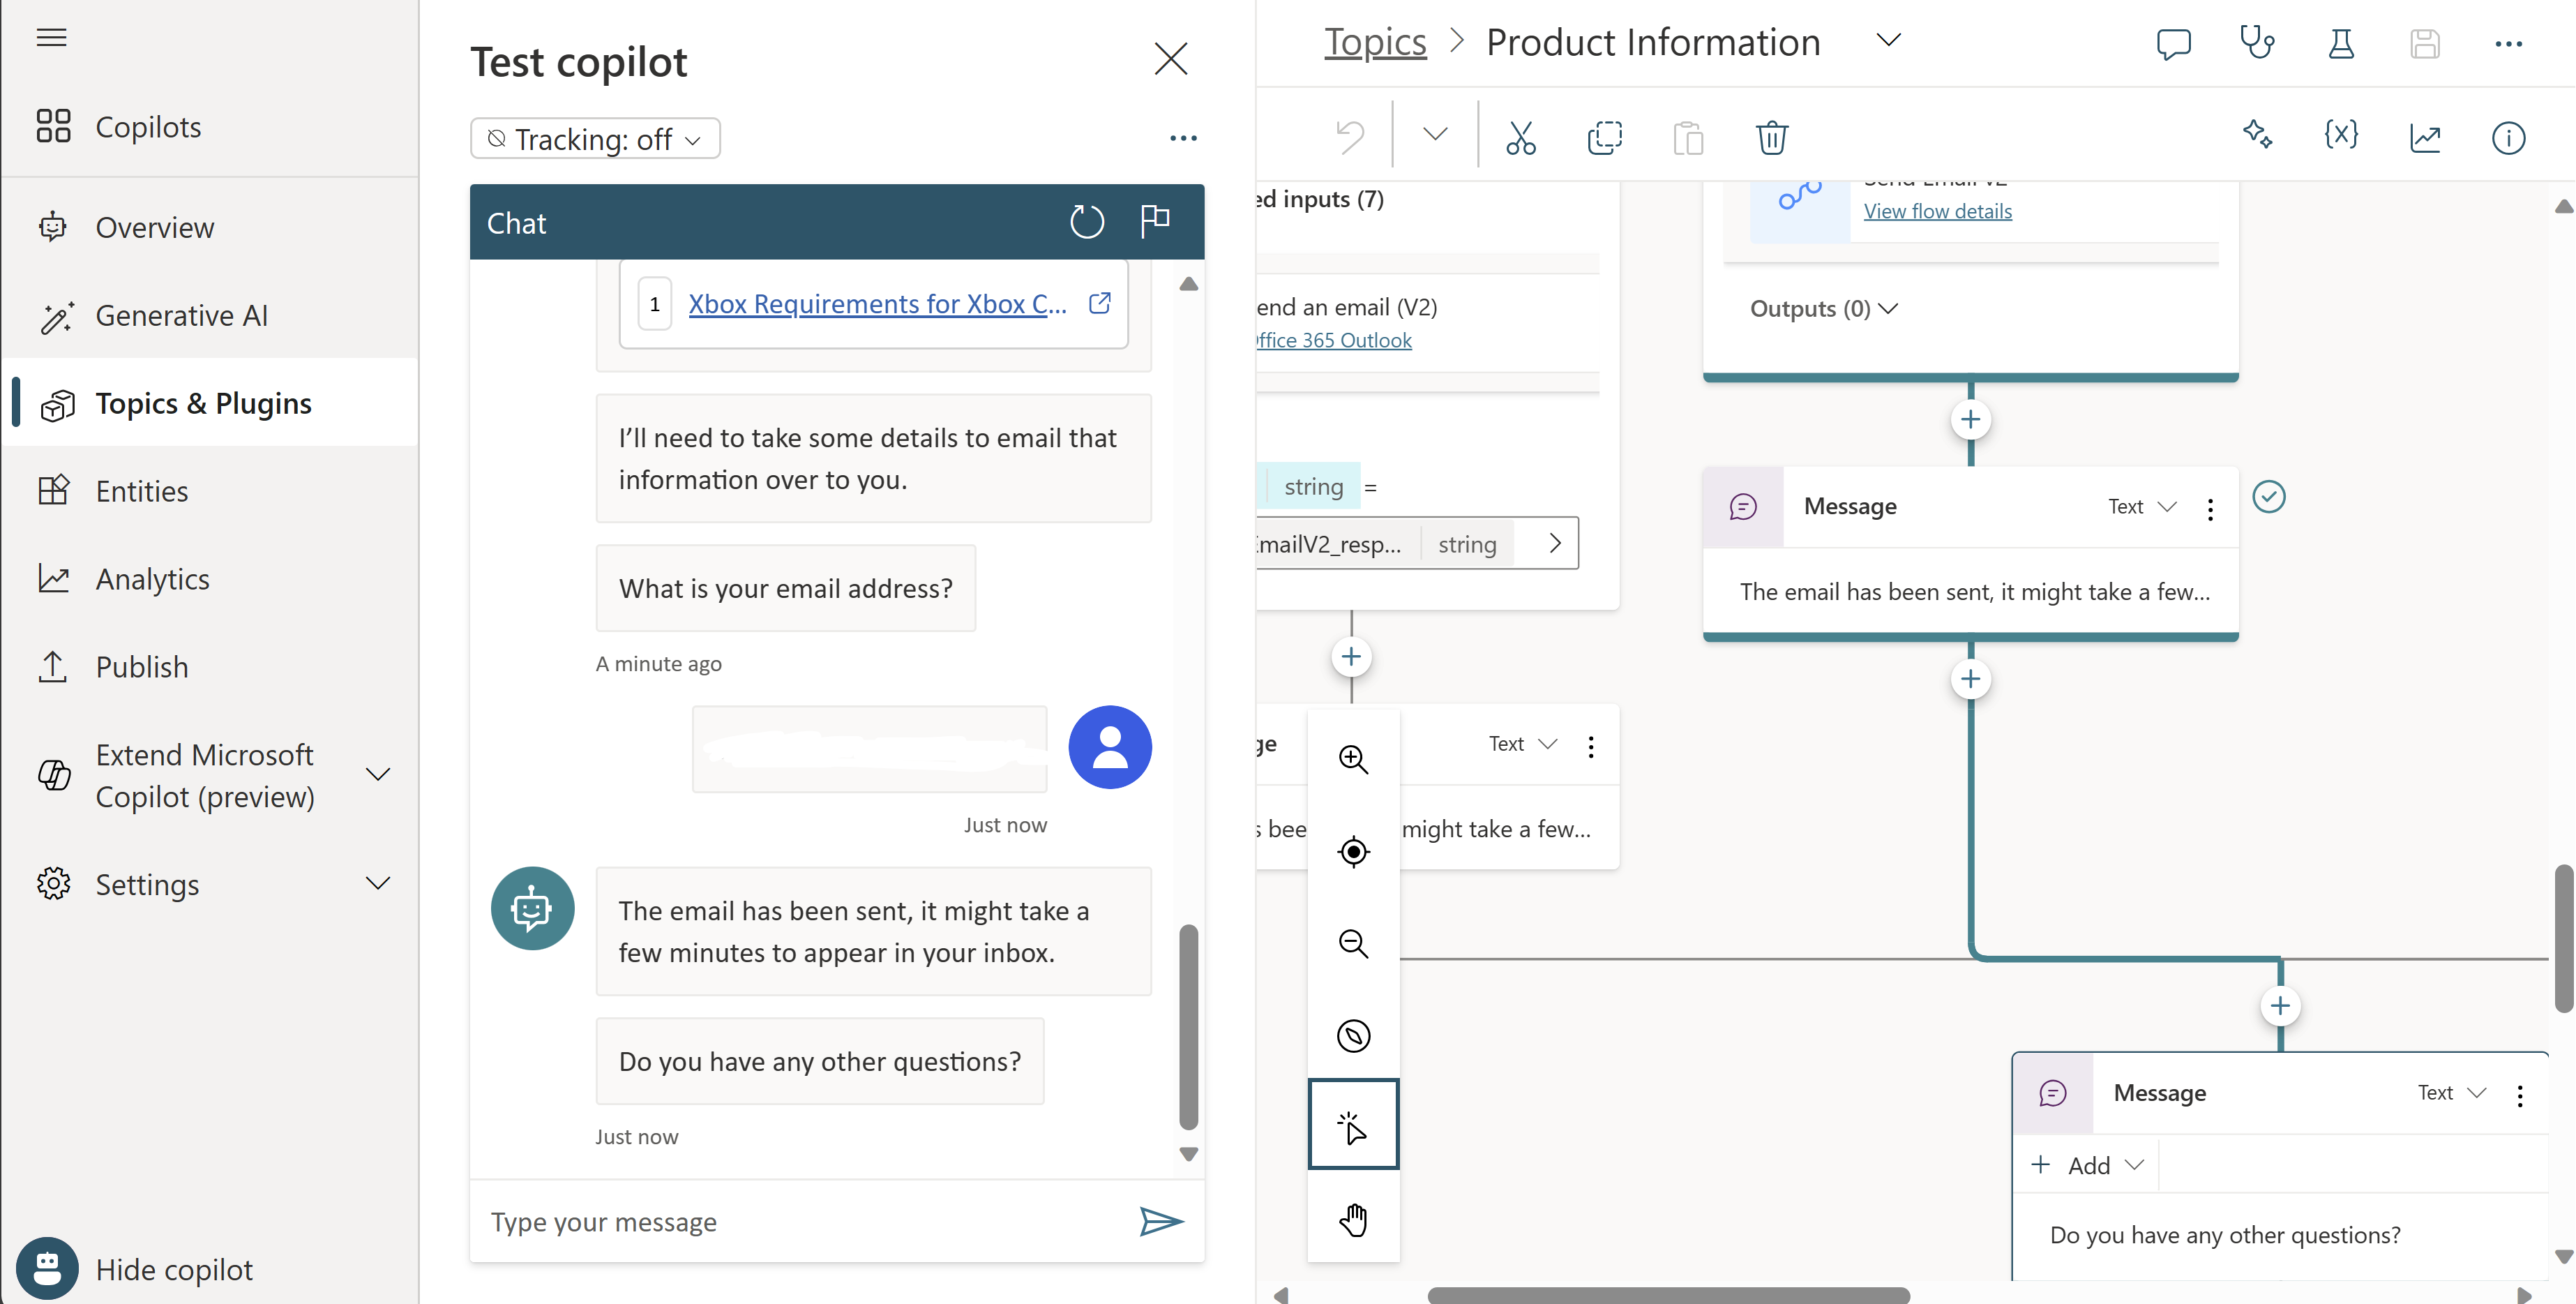 Copilots
Overview
Generative AI
Topics & Plugins
Entities
Analytics
Publish
Extend Microsoft
Copilot (preview)
Settings
Hide copilot
Test copilot
Tracking: off
Chat
1 Xbox Requirements for Xbox C...
I’ll need to take some details to email that
information over to you.
What is your email address?
A minute ago
Just now
The email has been sent, it might take a
few minutes to appear in your inbox.
Do you have any other questions?
Just now
Type your message
Topics > Product Information
ed inputs (7)
end an email (V2)
ffice 365 Outlook
string =
EmailV2_resp... string
ge Text
s bee might take a few...
Send Email V2
View flow details
Outputs (0)
Message Text
The email has been sent, it might take a few...
Message Text
+ Add
Do you have any other questions?